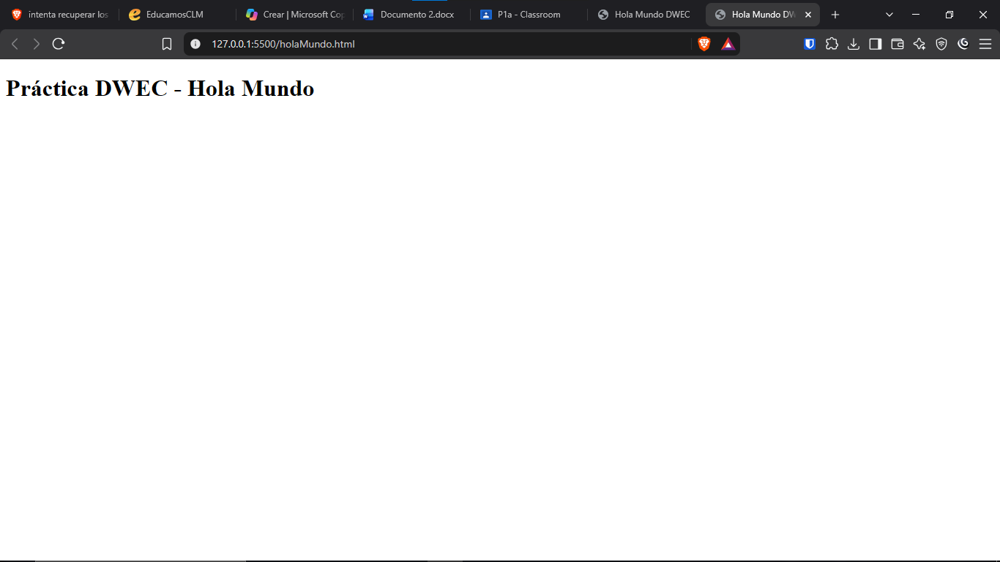 intenta recuperar los
EducamosCLM
Crear | Microsoft Cop
Documento 2.docx
P1a - Classroom
Hola Mundo DWEC
Hola Mundo DW
127.0.0.1:5500/holaMundo.html
Práctica DWEC - Hola Mundo